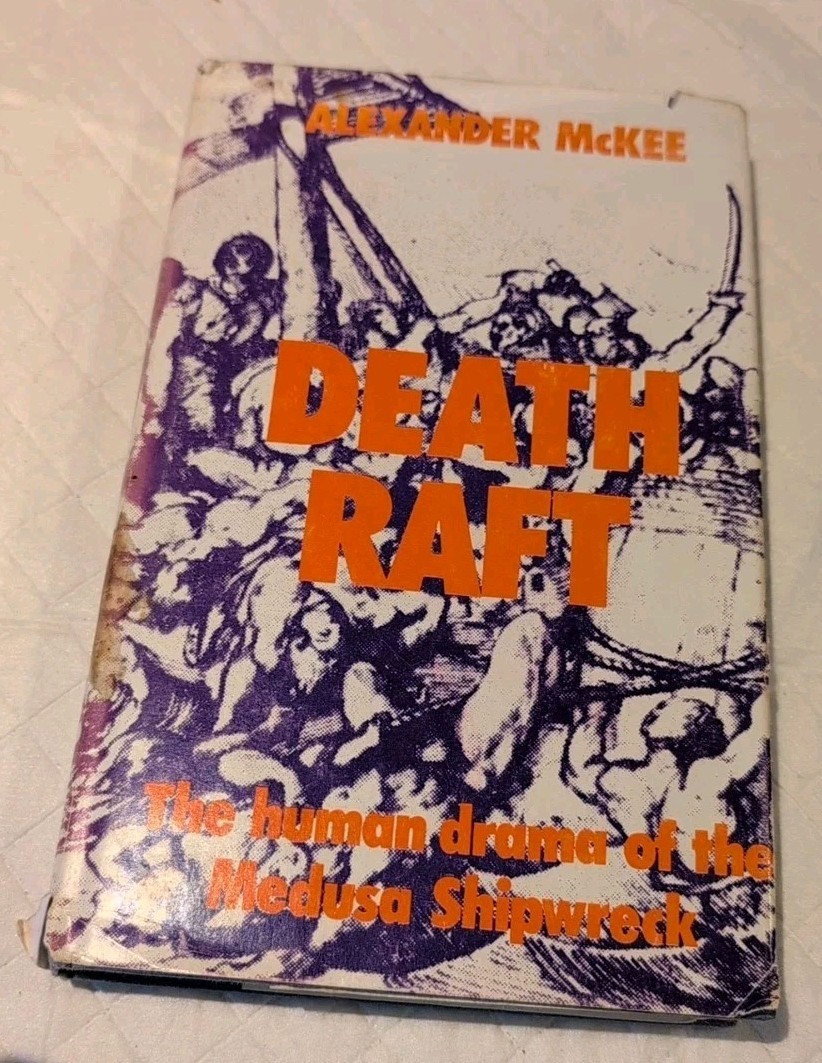 ALEXANDER McKEE
DEATH
RAFT
The human drama of the
Medusa Shipwreck